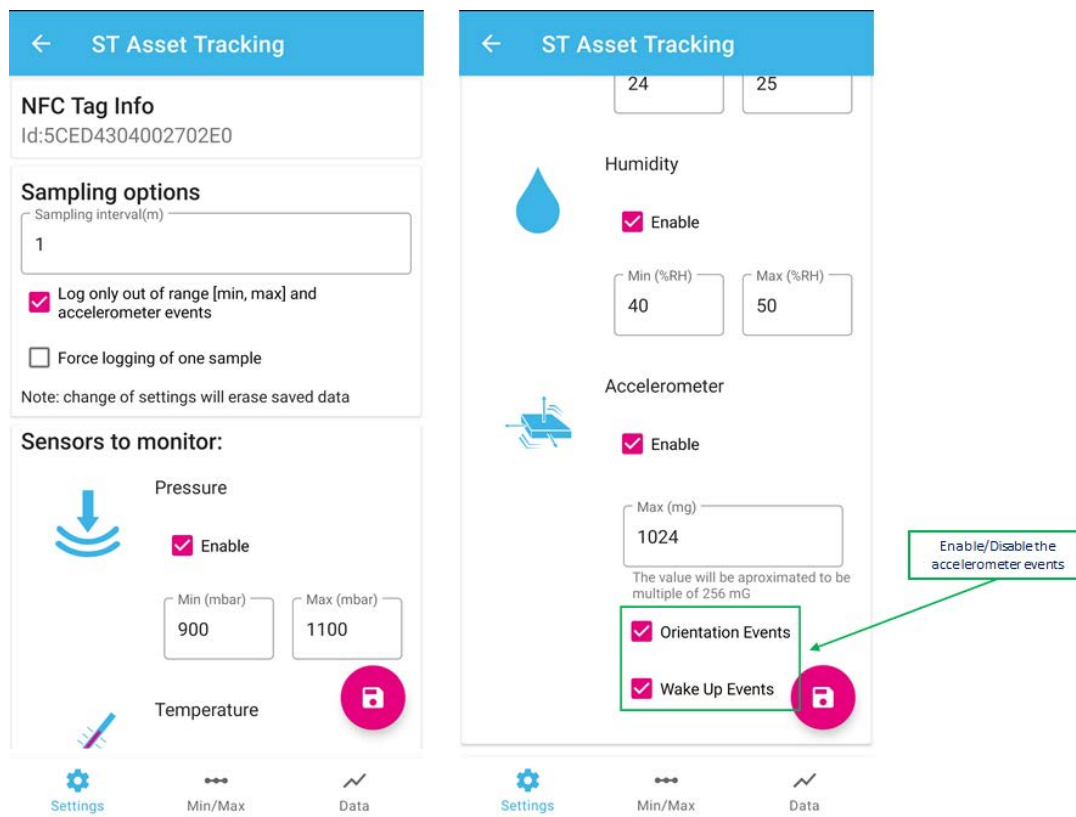 ST Asset Tracking
NFC Tag Info
Id:5CED4304002702E0
Sampling options
Sampling interval(m)
1
Log only out of range [min, max] and
accelerometer events
Force logging of one sample
Note: change of settings will erase saved data
Sensors to monitor:
Pressure
Enable
Min (mbar) Max (mbar)
900 1100
Temperature
Settings Min/Max Data
ST Asset Tracking
24 25
Humidity
Enable
Min (%RH) Max (%RH)
40 50
Accelerometer
Enable
Max (mg)
1024
The value will be aproximated to be
multiple of 256 mG
Orientation Events
Wake Up Events
Settings Min/Max Data
Enable/Disable the
accelerometer events